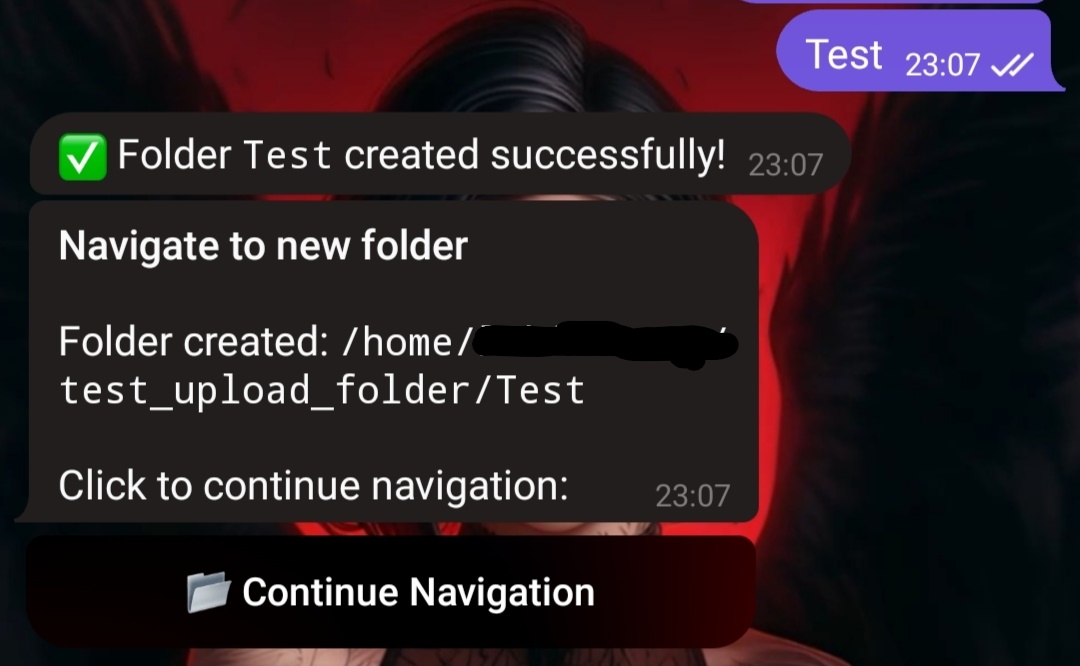 Test 23:07
✅ Folder Test created successfully! 23:07
Navigate to new folder
Folder created: /home/
test_upload_folder/Test
Click to continue navigation: 23:07
📁 Continue Navigation